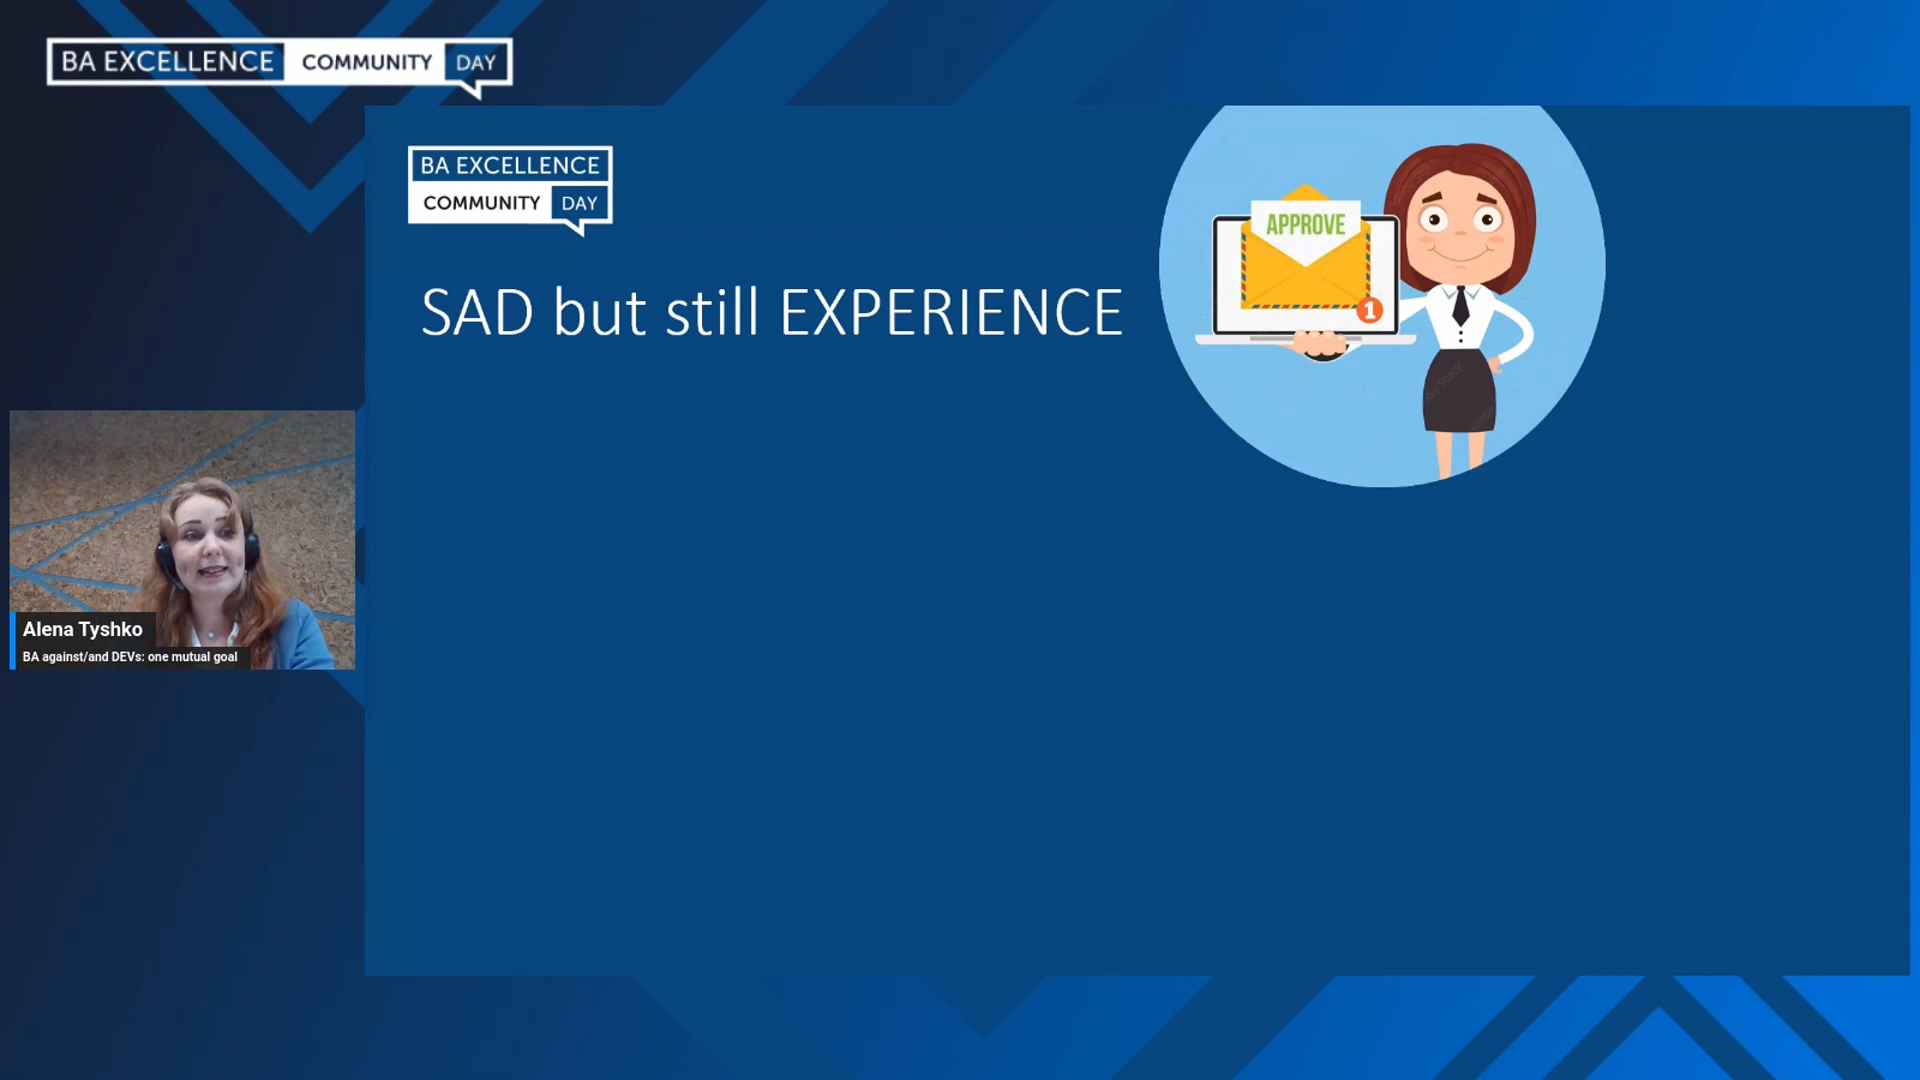 BA EXCELLENCE COMMUNITY DAY
BA EXCELLENCE
COMMUNITY DAY
APPROVE
1
SAD but still EXPERIENCE
Alena Tyshko
BA against/and DEVs: one mutual goal